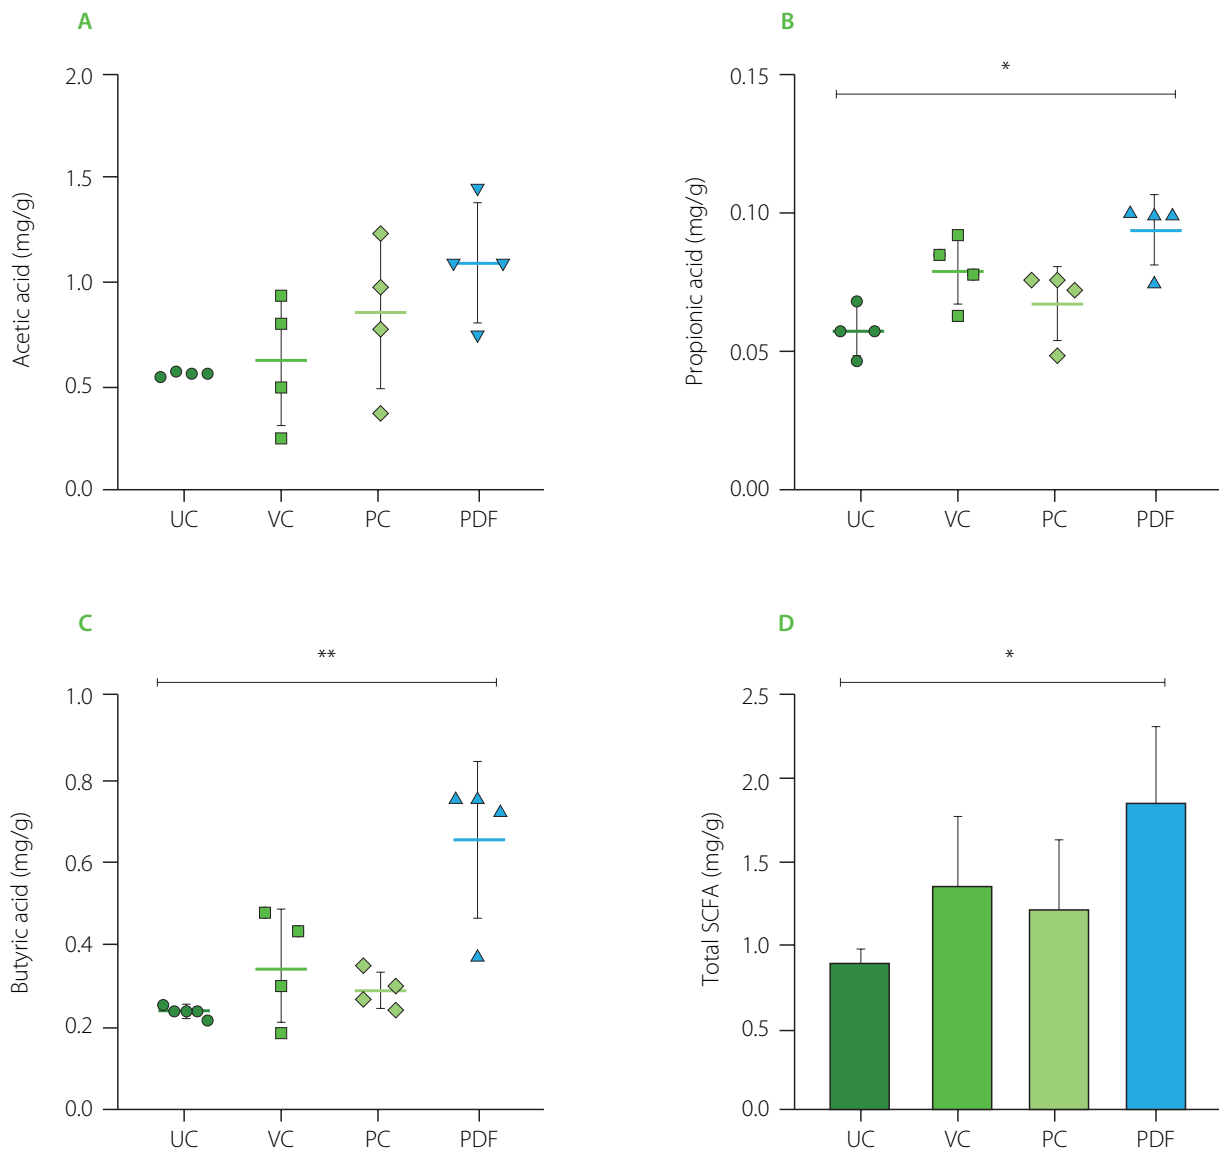 A
2.0
1.5
1.0
0.5
0.0
Acetic acid (mg/g)
UC VC PC PDF
B
*
0.15
0.10
0.05
0.00
Propionic acid (mg/g)
UC VC PC PDF
C
**
1.0
0.8
0.6
0.4
0.2
0.0
Butyric acid (mg/g)
UC VC PC PDF
D
*
2.5
2.0
1.5
1.0
0.5
0.0
Total SCFA (mg/g)
UC VC PC PDF